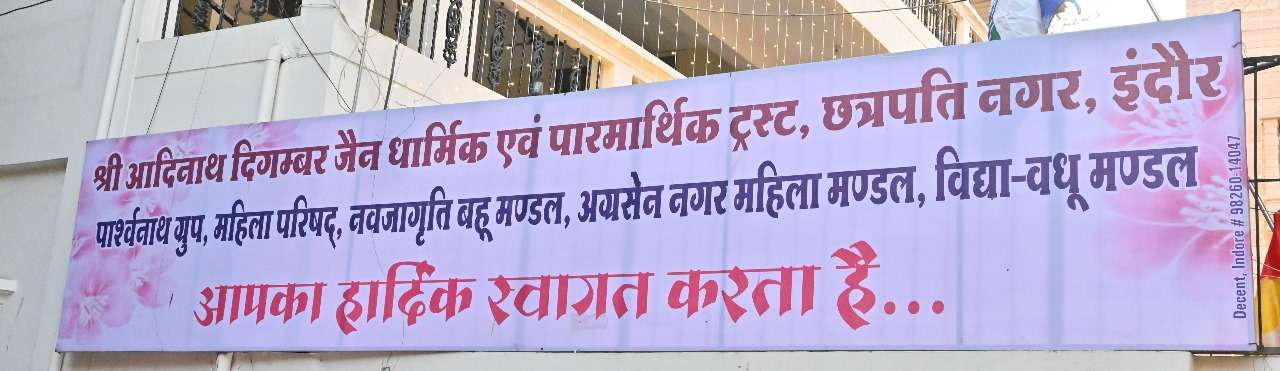 श्री आदिनाथ दिगम्बर जैन धार्मिक एवं पारमार्थिक ट्रस्ट, छत्रपति नगर, इंदौर
पार्श्वनाथ ग्रुप, महिला परिषद्, नवजागृति बहू मण्डल, अग्रसेन नगर महिला मण्डल, विद्या-वधू मण्डल
आपका हार्दिक स्वागत करता है...
Decent, Indore # 98260-14047